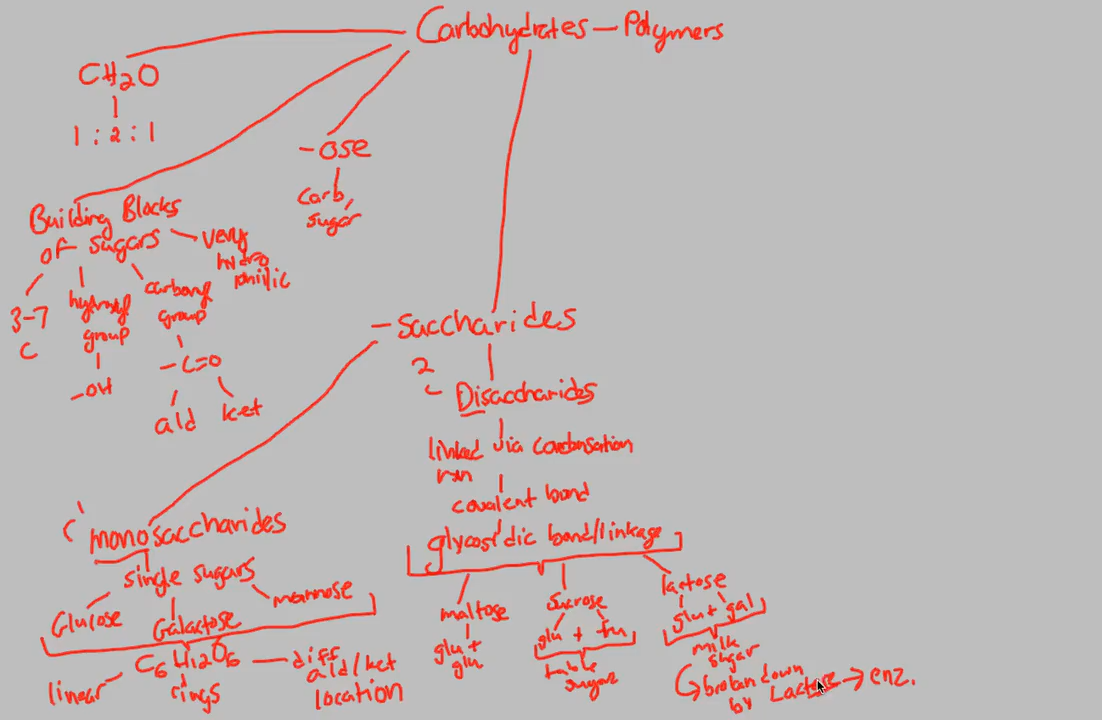 Carbohydrates — Polymers
CH2O
1 : 2 : 1
-ose
carb,
sugar
Building Blocks
of sugars
very
hydro
philic
3-7
C
hydroxyl
group
-OH
carbonyl
group
-C=O
ald
ket
-saccharides
2
Disaccharides
linked via condensation
rxn
covalent bond
glycosidic bond/linkage
maltose
glu +
glu
sucrose
glu + fru
table
sugar
lactose
glu + gal
milk
sugar
broken down
by Lactase → enz.
monosaccharides
single sugars
Glucose
Galactose
mannose
C6H12O6
linear
rings
diff
ald/ket
location